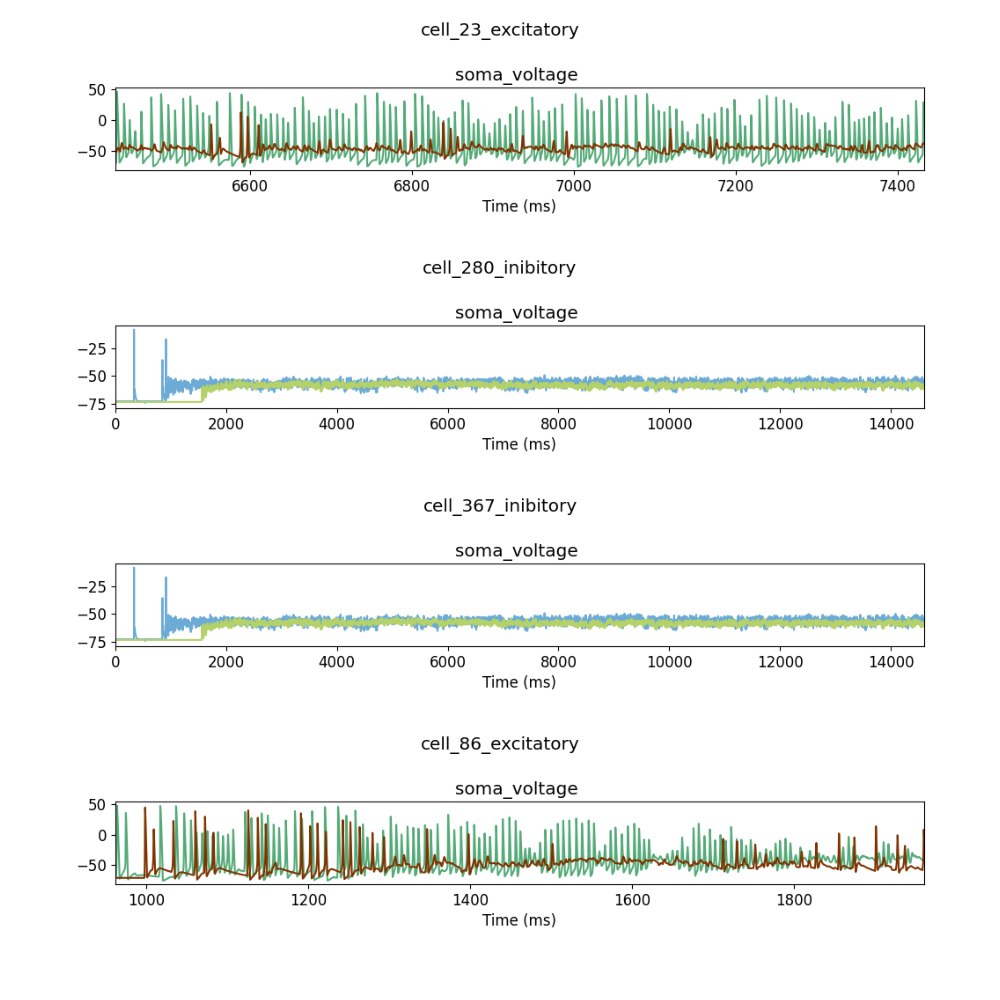 cell_23_excitatory
soma_voltage
50
0
−50
6600 6800 7000 7200 7400
Time (ms)
cell_280_inibitory
soma_voltage
−25
−50
−75
0 2000 4000 6000 8000 10000 12000 14000
Time (ms)
cell_367_inibitory
soma_voltage
−25
−50
−75
0 2000 4000 6000 8000 10000 12000 14000
Time (ms)
cell_86_excitatory
soma_voltage
50
0
−50
1000 1200 1400 1600 1800
Time (ms)